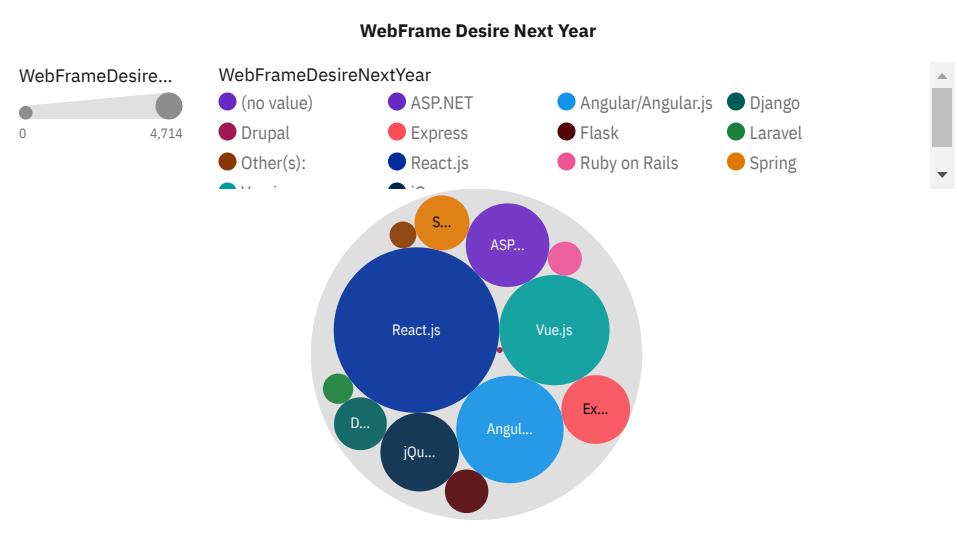 WebFrame Desire Next Year
WebFrameDesire...
0 4,714
WebFrameDesireNextYear
(no value) ASP.NET Angular/Angular.js Django
Drupal Express Flask Laravel
Other(s): React.js Ruby on Rails Spring
S...
ASP...
React.js
Vue.js
Ex...
D...
Angul...
jQu...